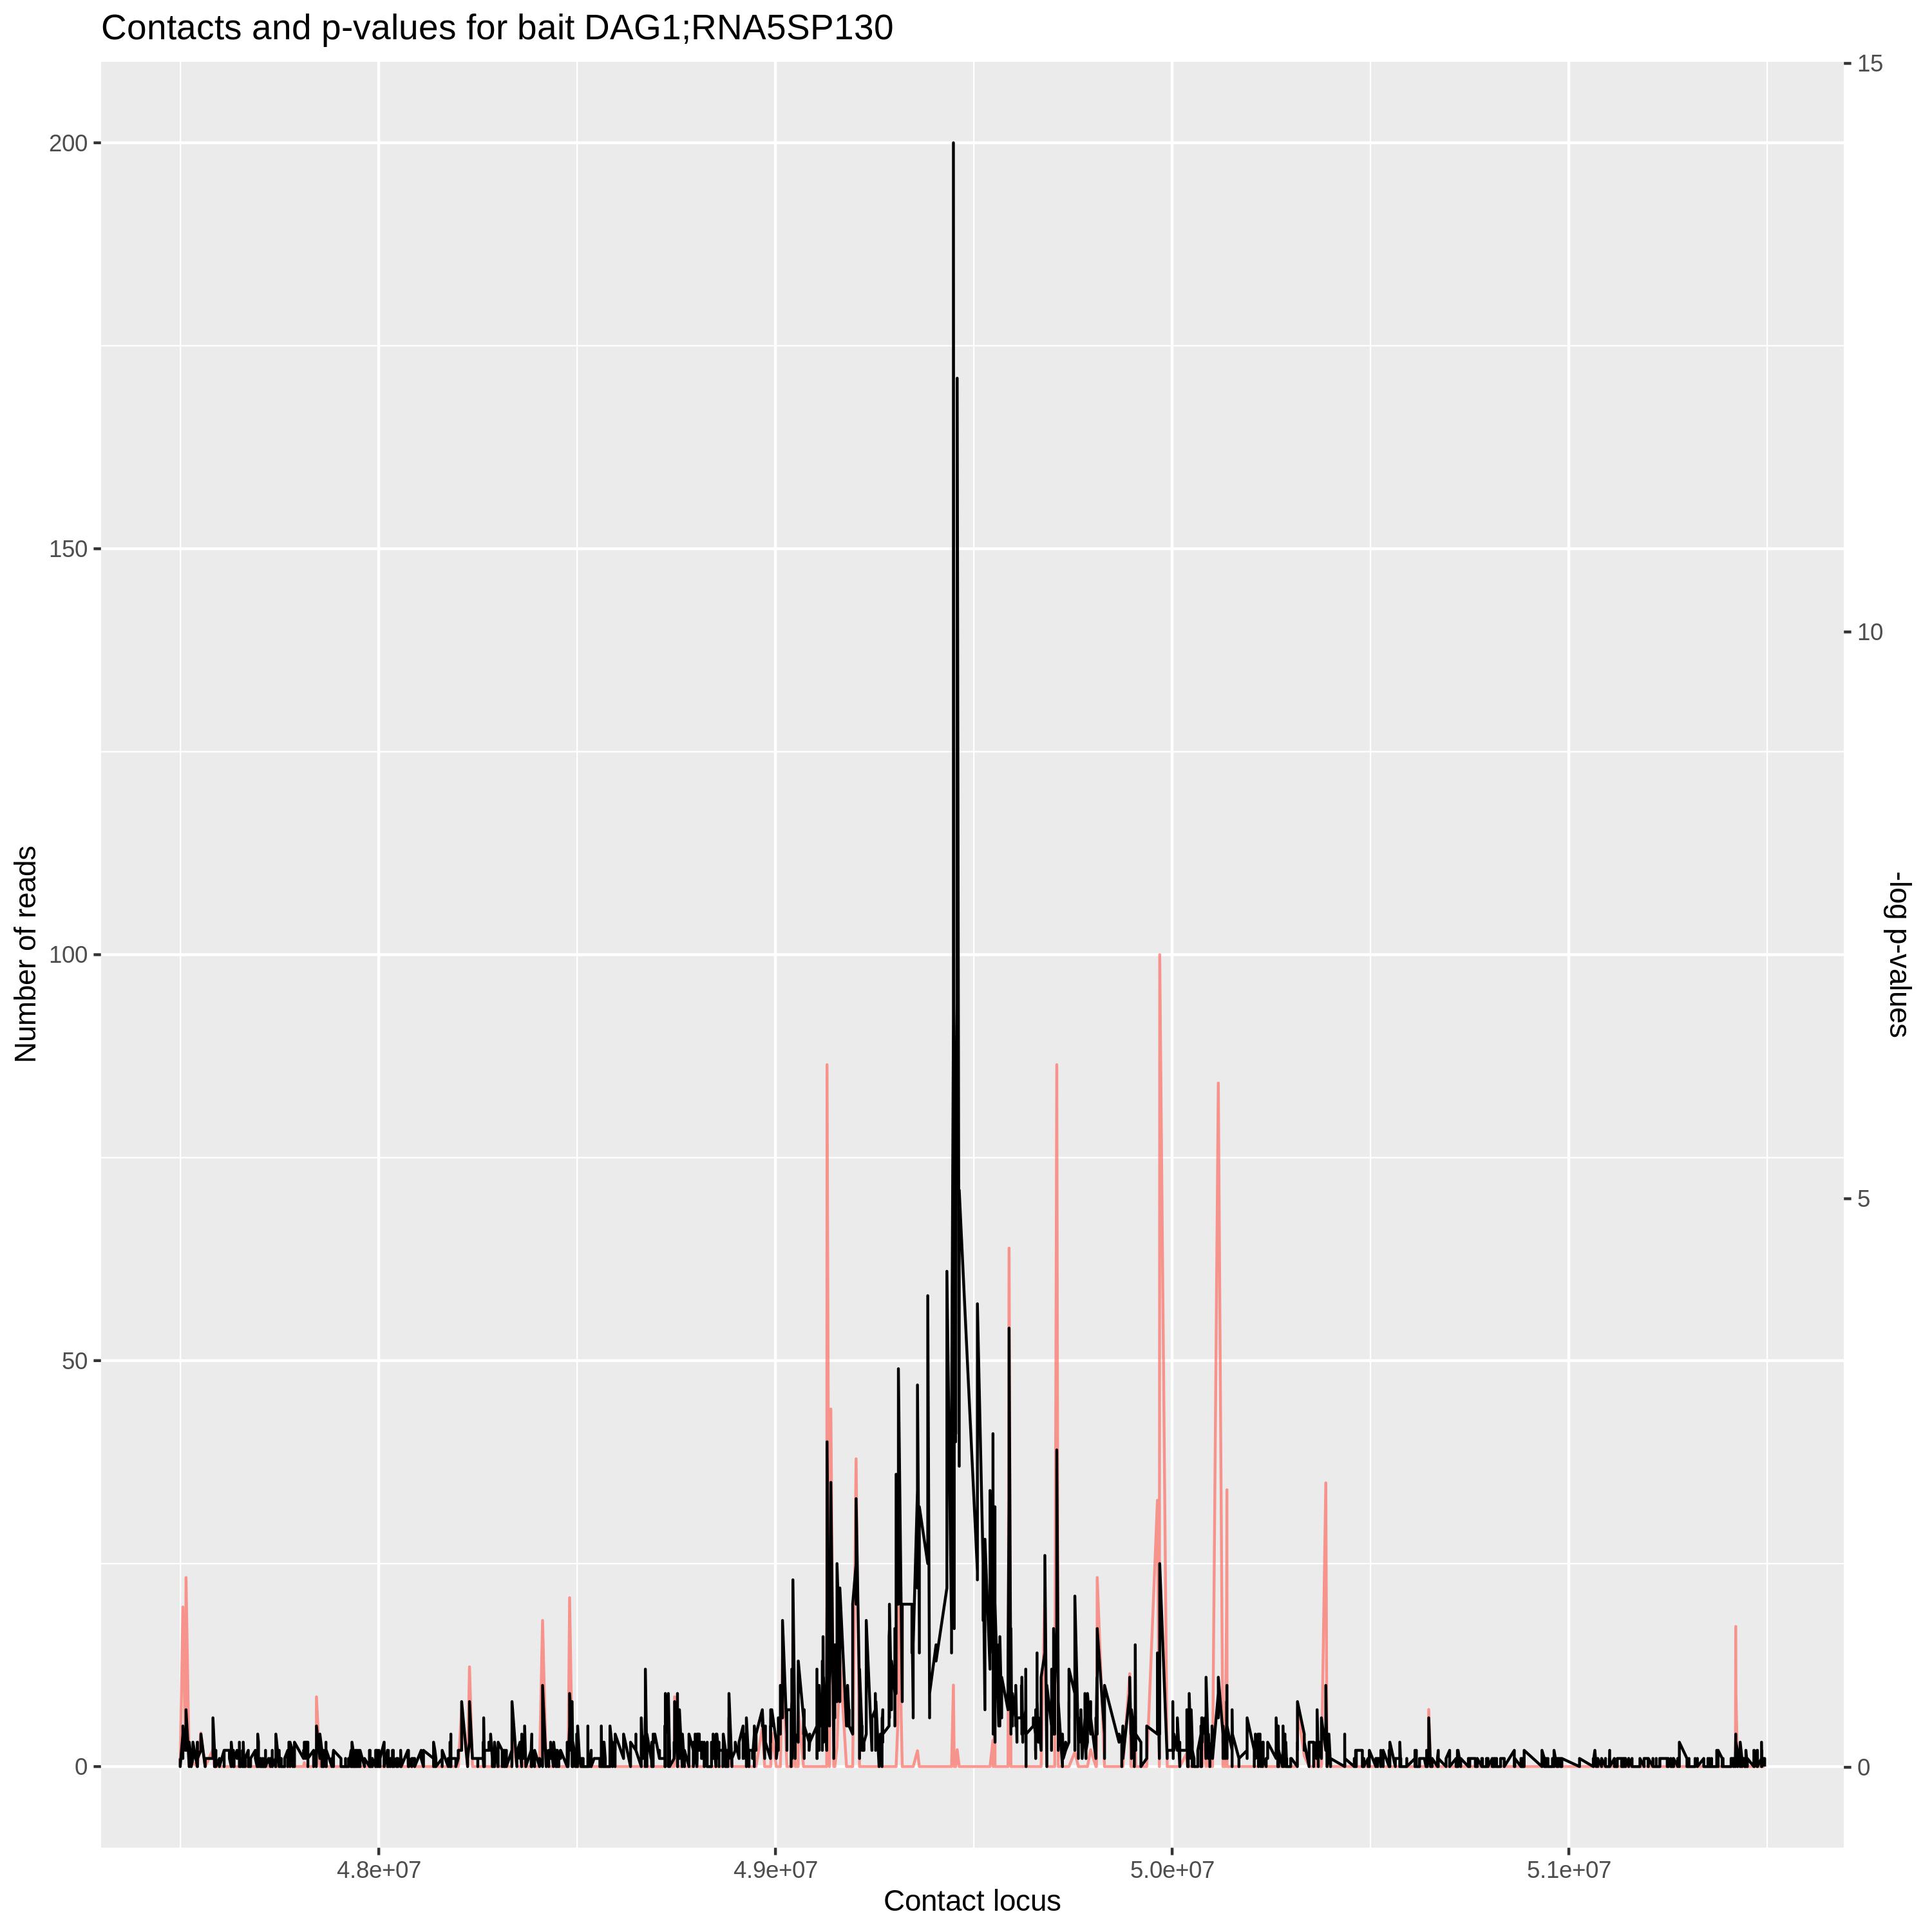 Contacts and p-values for bait DAG1;RNA5SP130
200
150
100
50
0
Number of reads
15
10
5
0
-log p-values
4.8e+07
4.9e+07
5.0e+07
5.1e+07
Contact locus